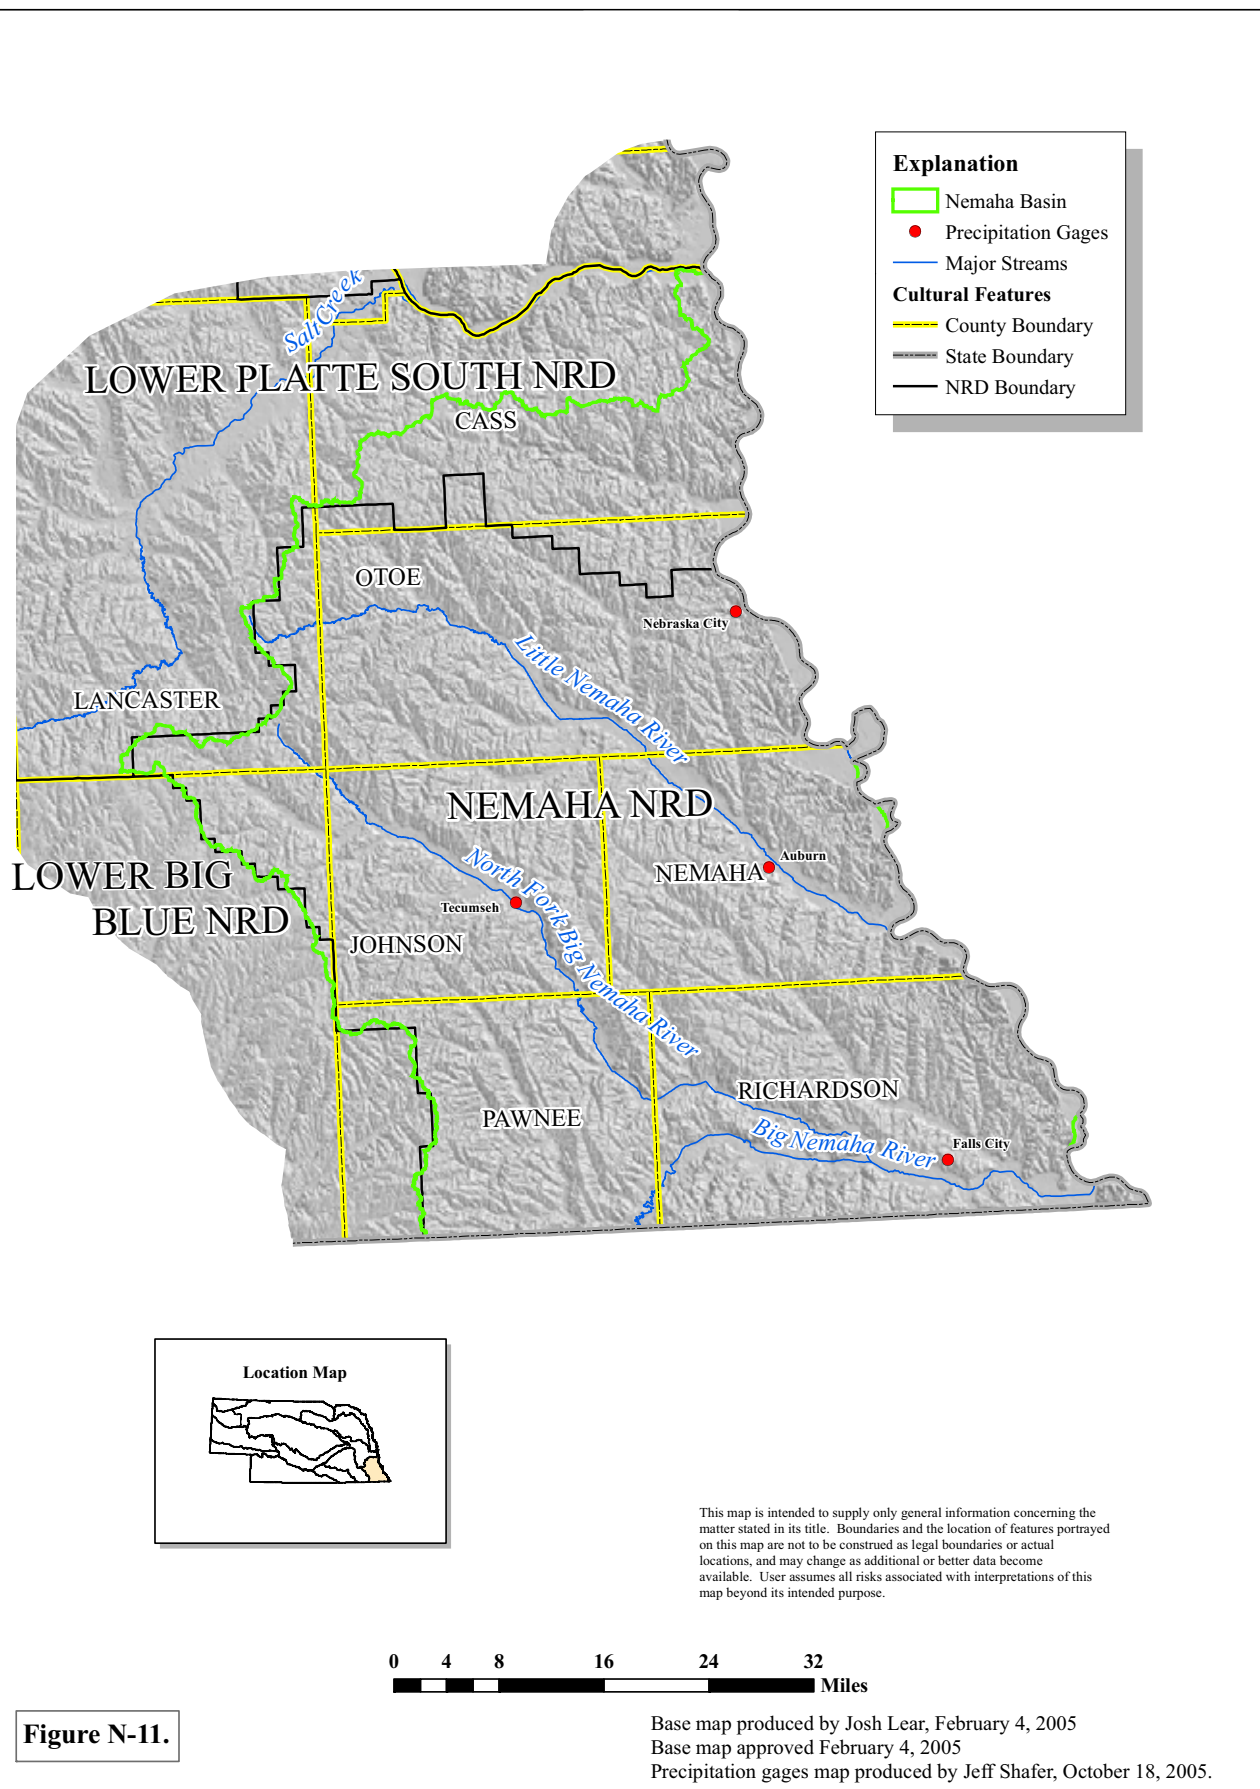 Explanation
Nemaha Basin
Precipitation Gages
Major Streams
Cultural Features
County Boundary
State Boundary
NRD Boundary
SaltCreek
LOWER PLATTE SOUTH NRD
CASS
OTOE
Nebraska City
Little Nemaha River
LANCASTER
NEMAHA NRD
LOWER BIG
BLUE NRD
North Fork Big Nemaha River
Auburn
NEMAHA
Tecumseh
JOHNSON
RICHARDSON
PAWNEE
Big Nemaha River
Falls City
Location Map
This map is intended to supply only general information concerning the
matter stated in its title. Boundaries and the location of features portrayed
on this map are not to be construed as legal boundaries or actual
locations, and may change as additional or better data become
available. User assumes all risks associated with interpretations of this
map beyond its intended purpose.
0 4 8 16 24 32
Miles
Figure N-11.
Base map produced by Josh Lear, February 4, 2005
Base map approved February 4, 2005
Precipitation gages map produced by Jeff Shafer, October 18, 2005.